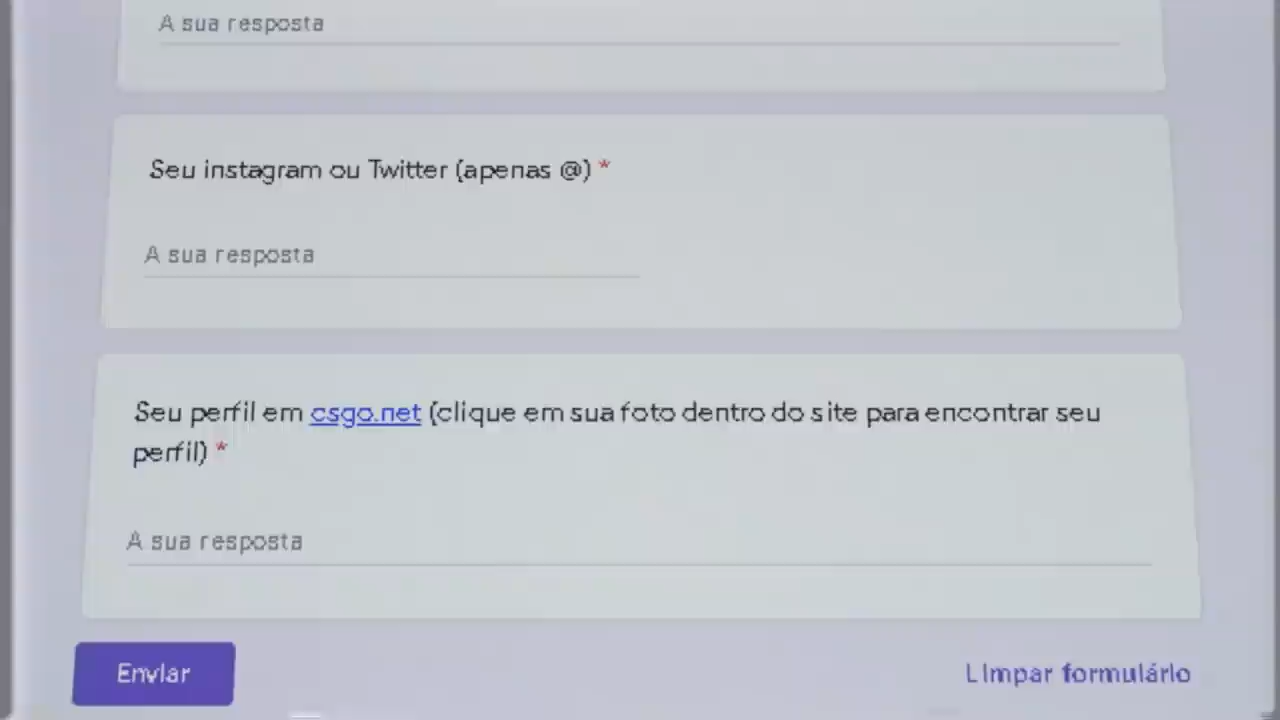 A sua resposta
Seu instagram ou Twitter (apenas @) *
A sua resposta
Seu perfil em csgo.net (clique em sua foto dentro do site para encontrar seu
perfil) *
A sua resposta
Enviar
Limpar formulário